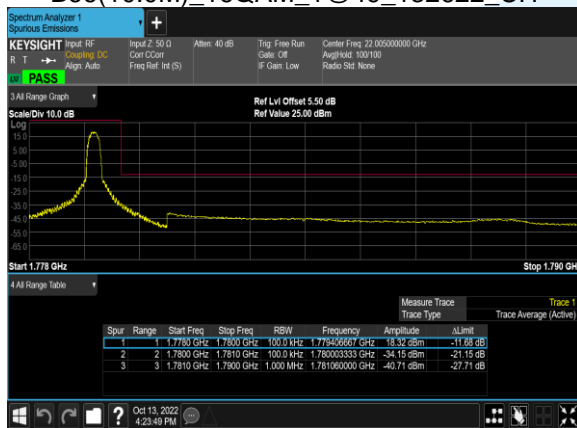 Spectrum Analyzer 1
Spurious Emissions
KEYSIGHT Input: RF Input Z: 50 Ω Atten: 40 dB Trig: Free Run Center Freq: 22.005000000 GHz
R T Coupling: DC Corr CCorr Gate: Off Avg|Hold: 100/100
Align: Auto Freq Ref: Int (S) IF Gain: Low Radio Std: None
PASS
3 All Range Graph Ref Lvl Offset 5.50 dB
Scale/Div 10.0 dB Ref Value 25.00 dBm
Log
15.0
5.00
-5.00
-15.0
-25.0
-35.0
-45.0
-55.0
-65.0
Start 1.778 GHz Stop 1.790 GH
4 All Range Table
Measure Trace Trace 1
Trace Type Trace Average (Active)
Spur Range Start Freq Stop Freq RBW Frequency Amplitude ΔLimit
1 1 1.7780 GHz 1.7800 GHz 100.0 kHz 1.779406667 GHz 18.32 dBm -11.68 dB
2 2 1.7800 GHz 1.7810 GHz 100.0 kHz 1.780003333 GHz -34.15 dBm -21.15 dB
3 3 1.7810 GHz 1.7900 GHz 1.000 MHz 1.781060000 GHz -40.71 dBm -27.71 dB
Oct 13, 2022
4:23:49 PM